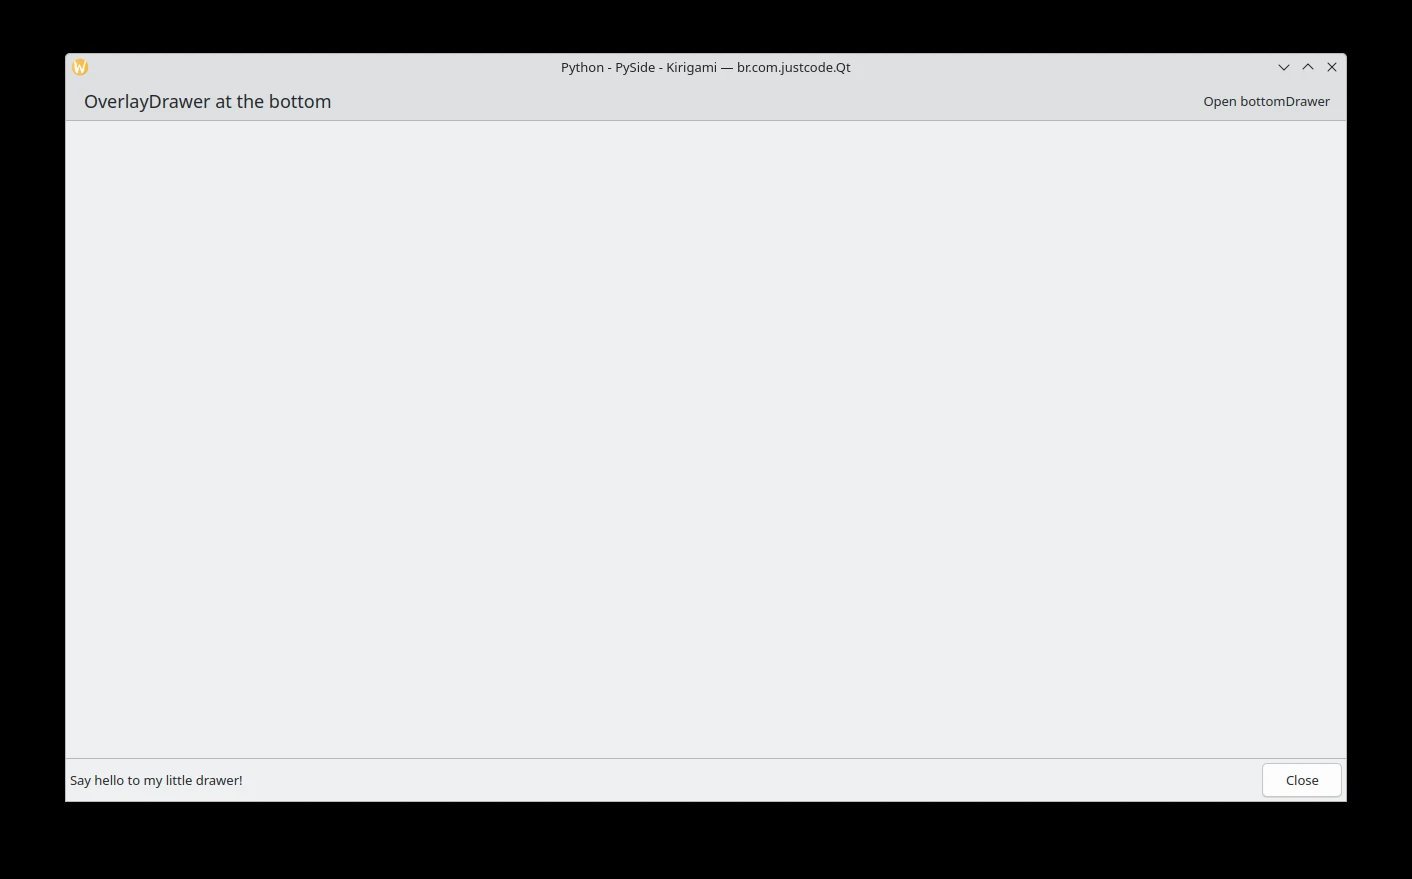 Python - PySide - Kirigami — br.com.justcode.Qt
OverlayDrawer at the bottom
Open bottomDrawer
Say hello to my little drawer!
Close